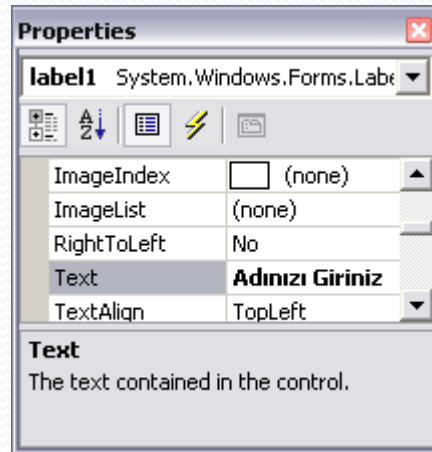 Properties
label1 System.Windows.Forms.Labe
ImageIndex (none)
ImageList (none)
RightToLeft No
Text Adınızı Giriniz
TextAlign TopLeft
Text
The text contained in the control.